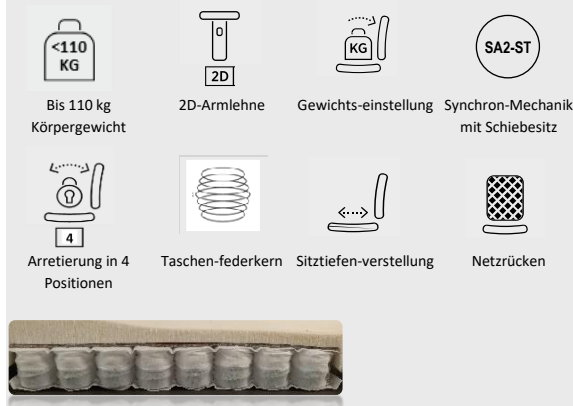 <110
KG
2D
KG
SA2-ST
Bis 110 kg
Körpergewicht
2D-Armlehne
Gewichts-einstellung
Synchron-Mechanik
mit Schiebesitz
4
Arretierung in 4
Positionen
Taschen-federkern
Sitztiefen-verstellung
Netzrücken